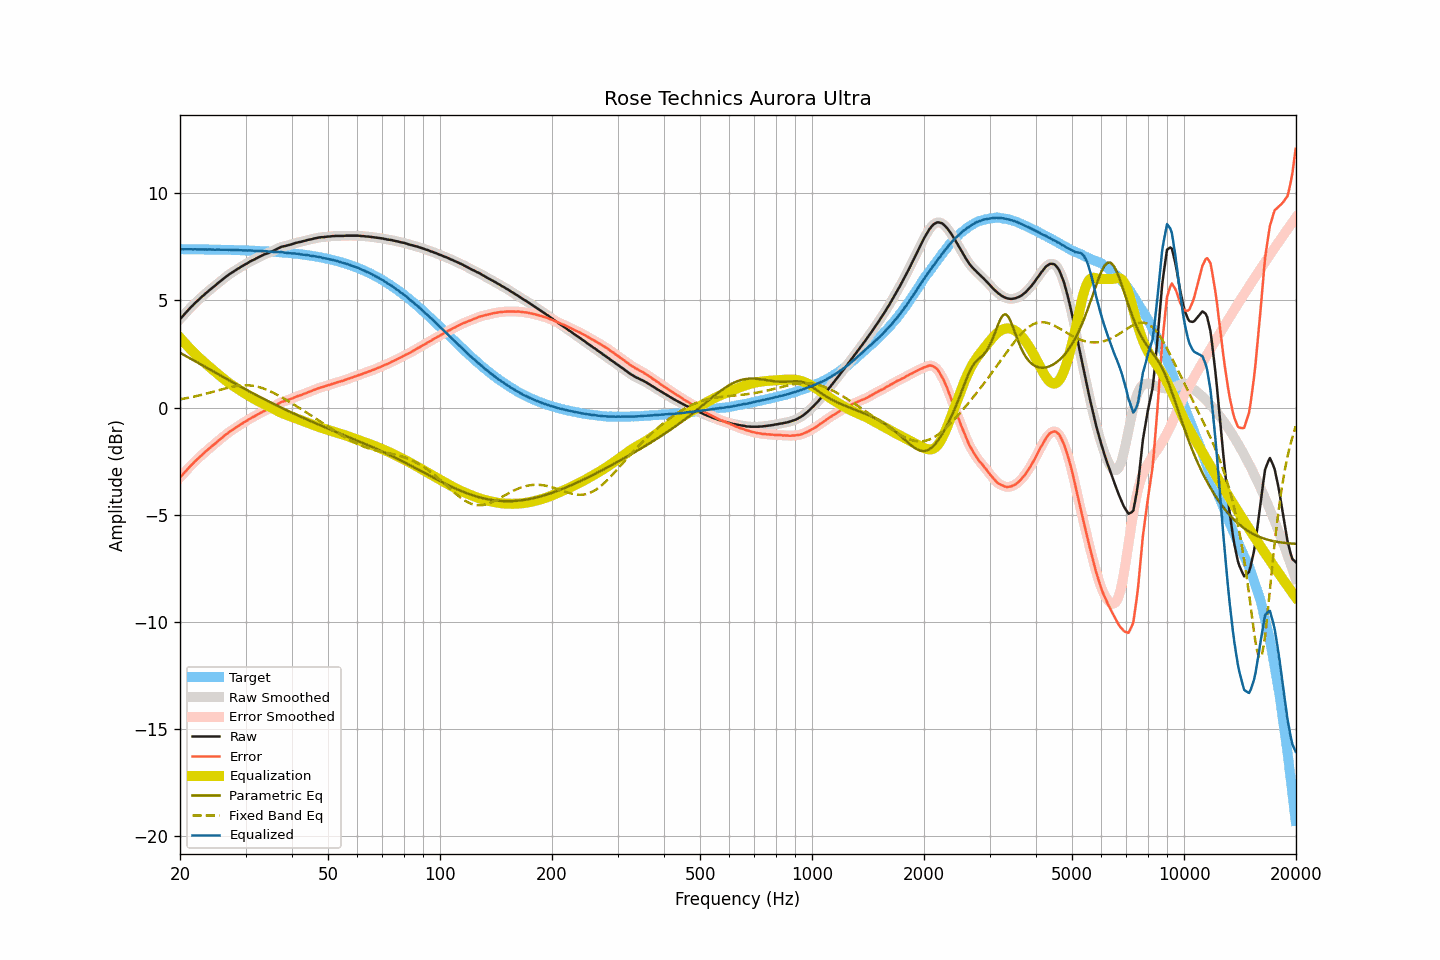 Rose Technics Aurora Ultra
Amplitude (dBr)
10
5
0
−5
−10
−15
−20
Target
Raw Smoothed
Error Smoothed
Raw
Error
Equalization
Parametric Eq
Fixed Band Eq
Equalized
20 50 100 200 500 1000 2000 5000 10000 20000
Frequency (Hz)